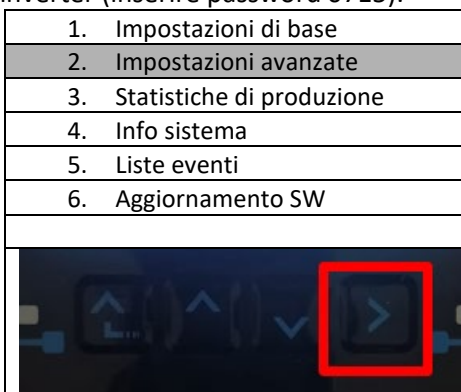 inverter (inserire password 0715):
1. Impostazioni di base
2. Impostazioni avanzate
3. Statistiche di produzione
4. Info sistema
5. Liste eventi
6. Aggiornamento SW